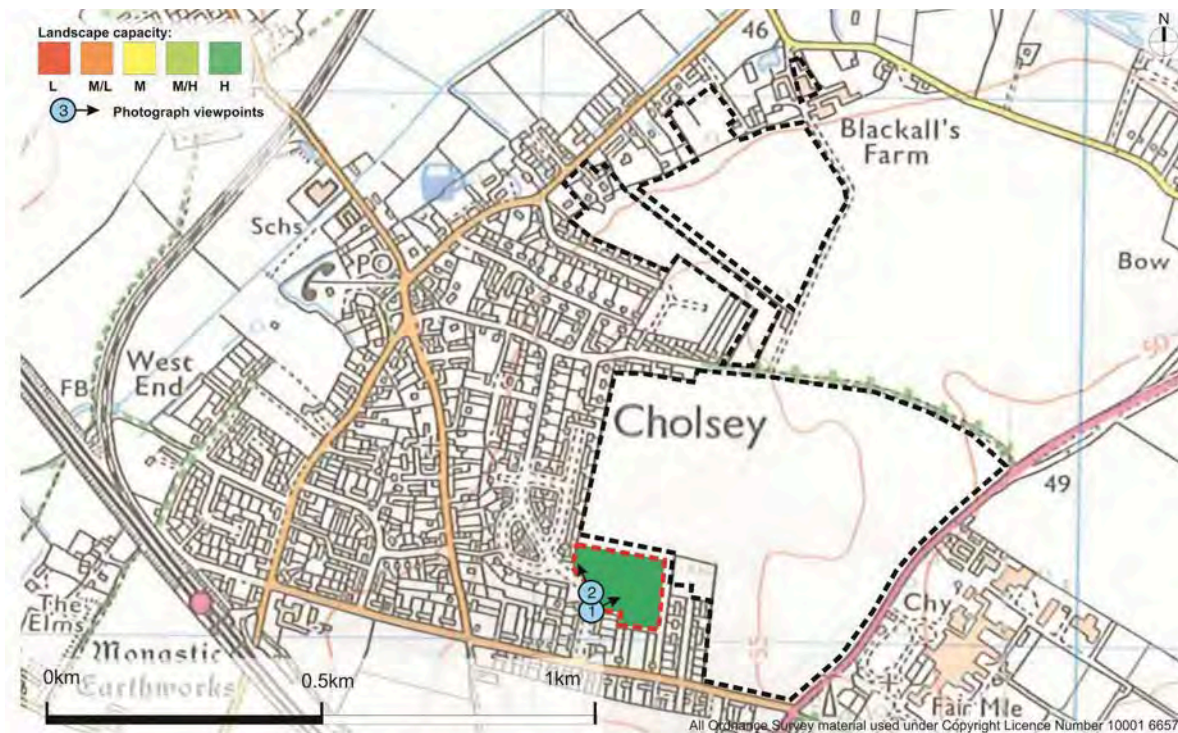 Landscape capacity:
L M/L M M/H H
3 Photograph viewpoints
N
46
Blackall's
Farm
Schs
PO
Bow
West
End
FB
Cholsey
50
49
2
1
The
Elms
Monastic
Earthworks
55
Chy
Fair Mile
0km 0.5km 1km
All Ordnance Survey material used under Copyright Licence Number 10001 6657